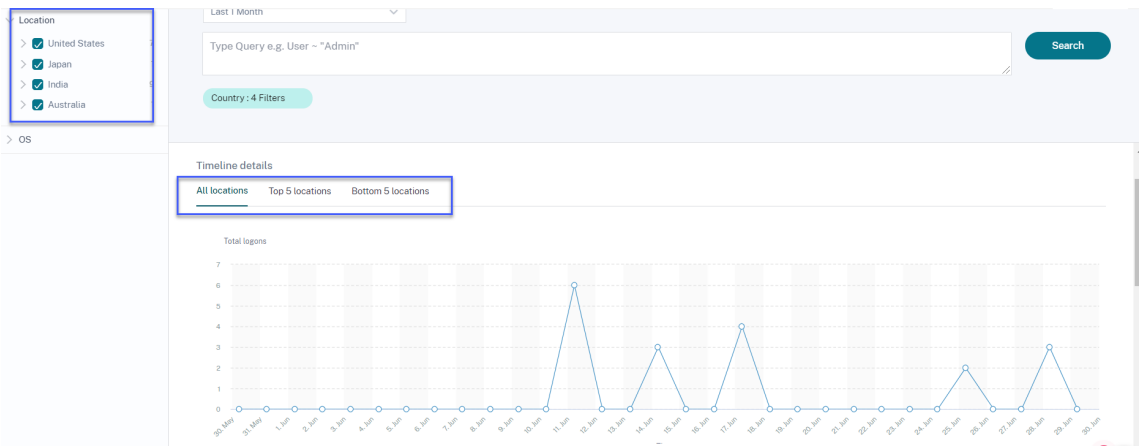 Location
United States 7
Japan
India 9
Australia
OS
Last 1 Month
Type Query e.g. User ~ "Admin"
Search
Country : 4 Filters
Timeline details
All locations Top 5 locations Bottom 5 locations
Total logons
7
6
5
4
3
2
1
0
30. May 31. May 1. Jun 2. Jun 3. Jun 4. Jun 5. Jun 6. Jun 7. Jun 8. Jun 9. Jun 10. Jun 11. Jun 12. Jun 13. Jun 14. Jun 15. Jun 16. Jun 17. Jun 18. Jun 19. Jun 20. Jun 21. Jun 22. Jun 23. Jun 24. Jun 25. Jun 26. Jun 27. Jun 28. Jun 29. Jun 30. Jun